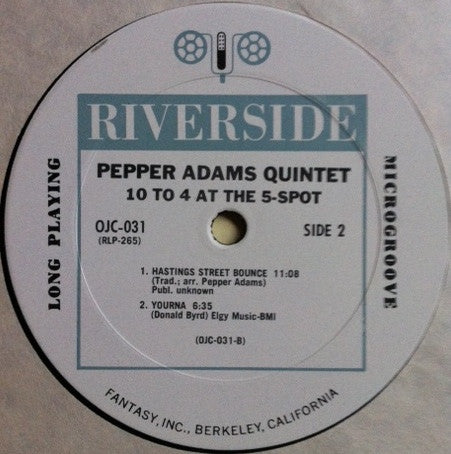 RIVERSIDE
PEPPER ADAMS QUINTET
10 TO 4 AT THE 5-SPOT
OJC-031
(RLP-265)
SIDE 2
LONG PLAYING
MICROGROOVE
1. HASTINGS STREET BOUNCE 11:08
(Trad.; arr. Pepper Adams)
Publ. unknown
2. YOURNA 6:35
(Donald Byrd) Elgy Music-BMI
(OJC-031-B)
FANTASY, INC., BERKELEY, CALIFORNIA